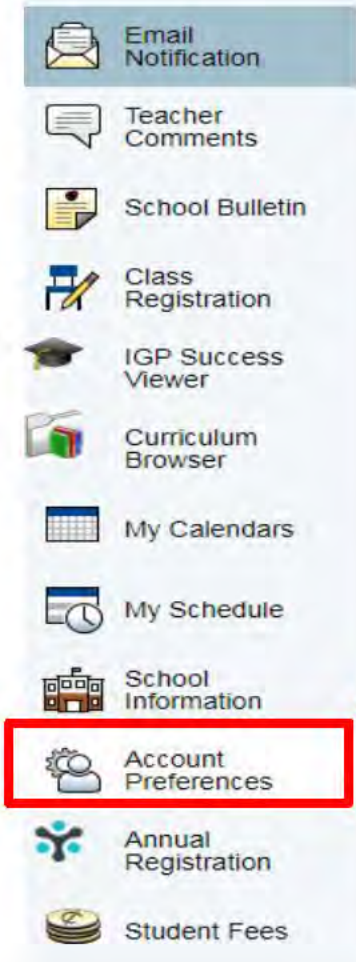 Email
Notification
Teacher
Comments
School Bulletin
Class
Registration
IGP Success
Viewer
Curriculum
Browser
My Calendars
My Schedule
School
Information
Account
Preferences
Annual
Registration
Student Fees